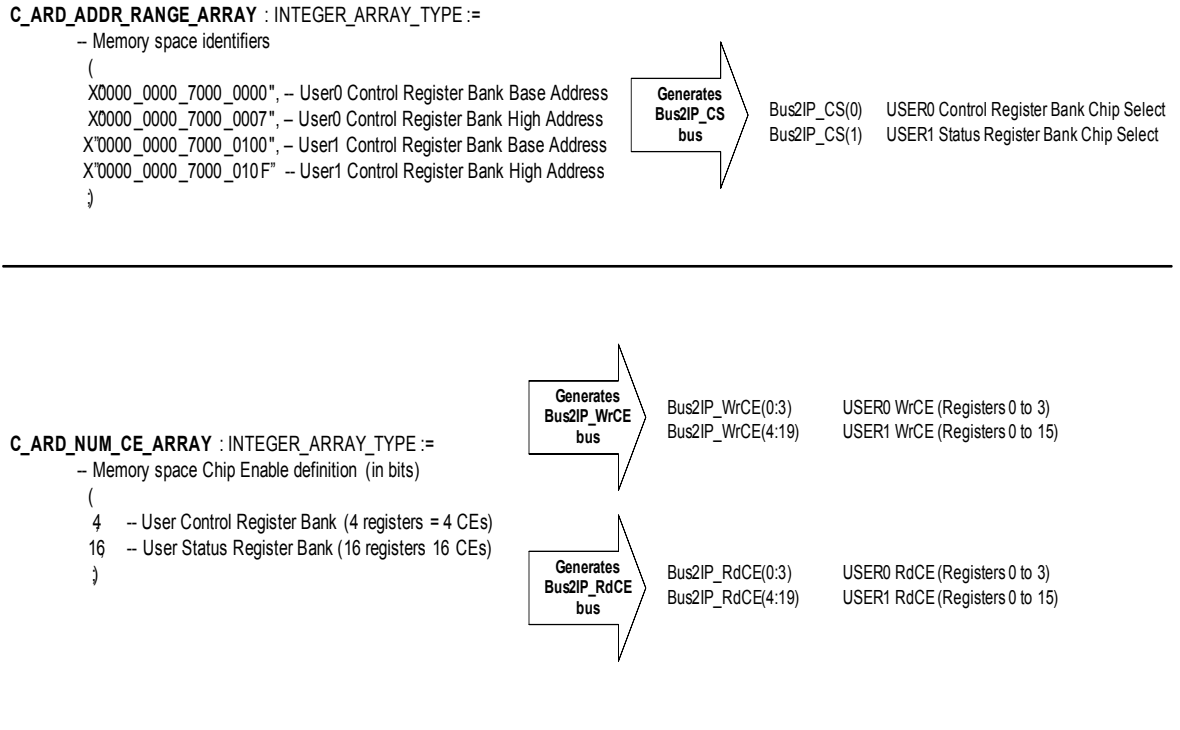 C_ARD_ADDR_RANGE_ARRAY : INTEGER_ARRAY_TYPE :=
-- Memory space identifiers
(
X"0000_0000_7000_0000", -- User0 Control Register Bank Base Address
X"0000_0000_7000_0007", -- User0 Control Register Bank High Address
X"0000_0000_7000_0100", -- User1 Control Register Bank Base Address
X"0000_0000_7000_010F" -- User1 Control Register Bank High Address
);
Generates
Bus2IP_CS
bus
Bus2IP_CS(0) USER0 Control Register Bank Chip Select
Bus2IP_CS(1) USER1 Status Register Bank Chip Select
C_ARD_NUM_CE_ARRAY : INTEGER_ARRAY_TYPE :=
-- Memory space Chip Enable definition (in bits)
(
4, -- User Control Register Bank (4 registers = 4 CEs)
16, -- User Status Register Bank (16 registers 16 CEs)
);
Generates
Bus2IP_WrCE
bus
Bus2IP_WrCE(0:3) USER0 WrCE (Registers 0 to 3)
Bus2IP_WrCE(4:19) USER1 WrCE (Registers 0 to 15)
Generates
Bus2IP_RdCE
bus
Bus2IP_RdCE(0:3) USER0 RdCE (Registers 0 to 3)
Bus2IP_RdCE(4:19) USER1 RdCE (Registers 0 to 15)